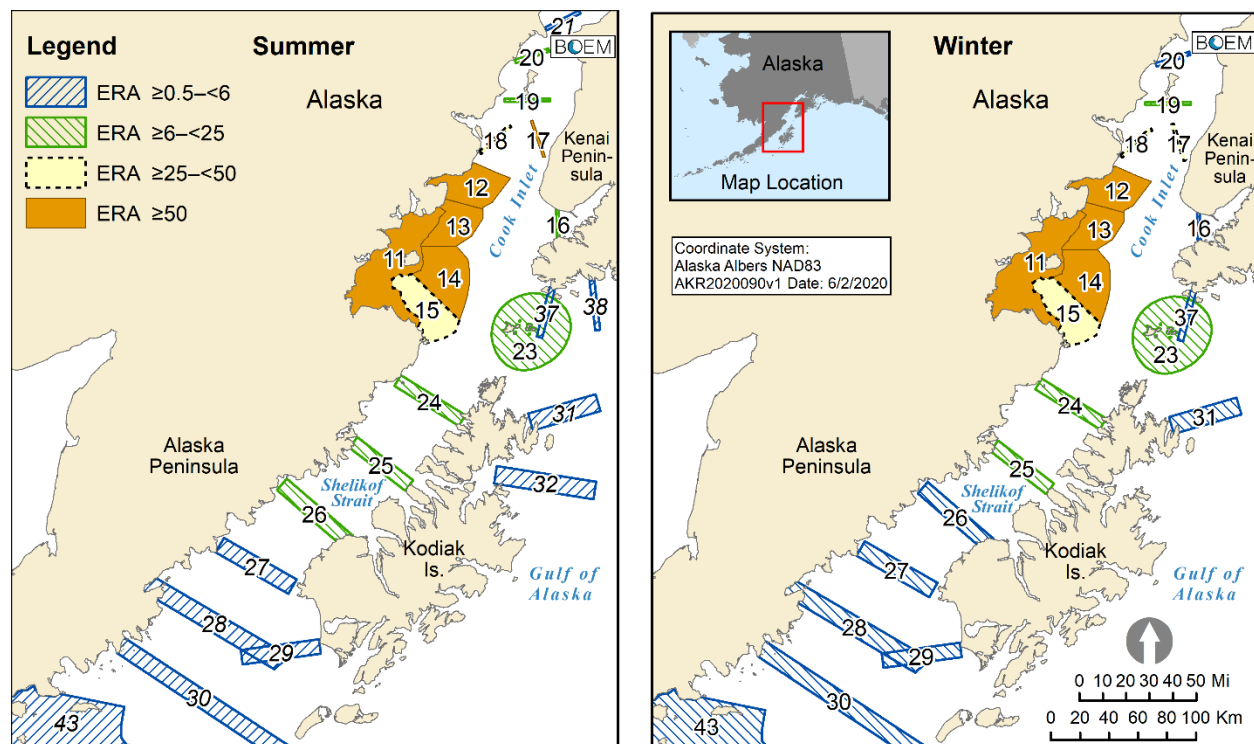 Legend
ERA ≥0.5–<6
ERA ≥6–<25
ERA ≥25–<50
ERA ≥50
Summer
BOEM
Alaska
21
20
19
18
17
Kenai
Penin-
sula
12
Cook Inlet
16
13
11
14
15
37
38
23
24
31
Alaska
Peninsula
25
Shelikof
Strait
32
26
Kodiak
Is.
27
Gulf of
Alaska
28
29
30
43
Winter
BOEM
Alaska
Map Location
Coordinate System:
Alaska Albers NAD83
AKR2020090v1 Date: 6/2/2020
20
19
18
17
Kenai
Penin-
sula
12
Cook Inlet
16
13
11
14
15
37
23
24
31
Alaska
Peninsula
25
Shelikof
Strait
26
Kodiak
Is.
27
Gulf of
Alaska
28
29
30
43
0 10 20 30 40 50 Mi
0 20 40 60 80 100 Km